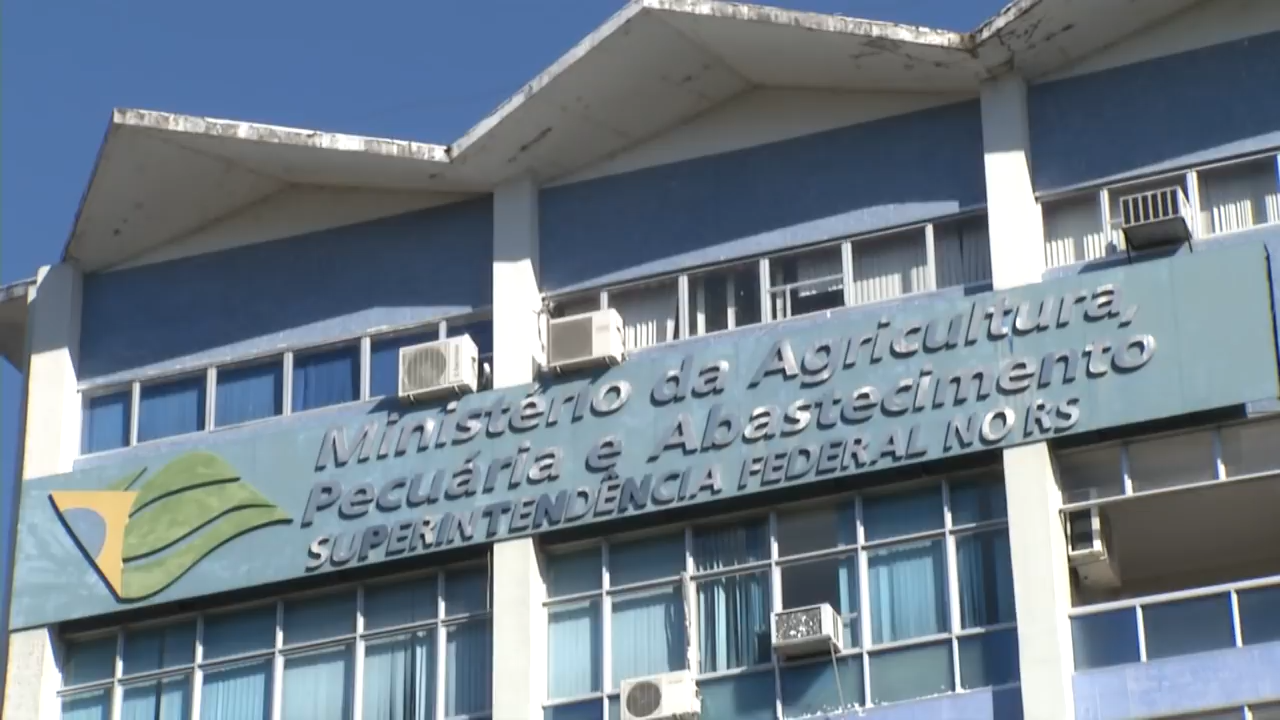 Ministério da Agricultura,
Pecuária e Abastecimento
SUPERINTENDÊNCIA FEDERAL NO RS